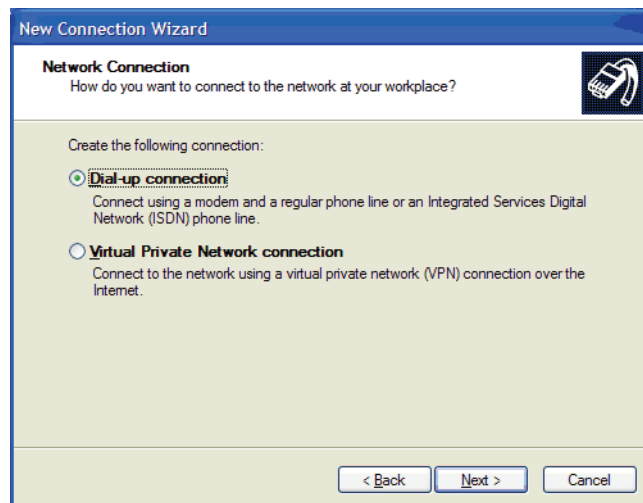 New Connection Wizard
Network Connection
How do you want to connect to the network at your workplace?
Create the following connection:
Dial-up connection
Connect using a modem and a regular phone line or an Integrated Services Digital
Network (ISDN) phone line.
Virtual Private Network connection
Connect to the network using a virtual private network (VPN) connection over the
Internet.
< Back Next > Cancel